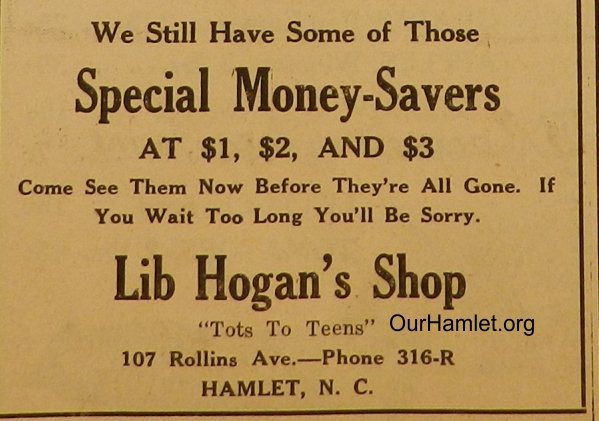 We Still Have Some of Those
Special Money-Savers
AT $1, $2, AND $3
Come See Them Now Before They're All Gone. If
You Wait Too Long You'll Be Sorry.
Lib Hogan's Shop
"Tots To Teens" OurHamlet.org
107 Rollins Ave.—Phone 316-R
HAMLET, N. C.